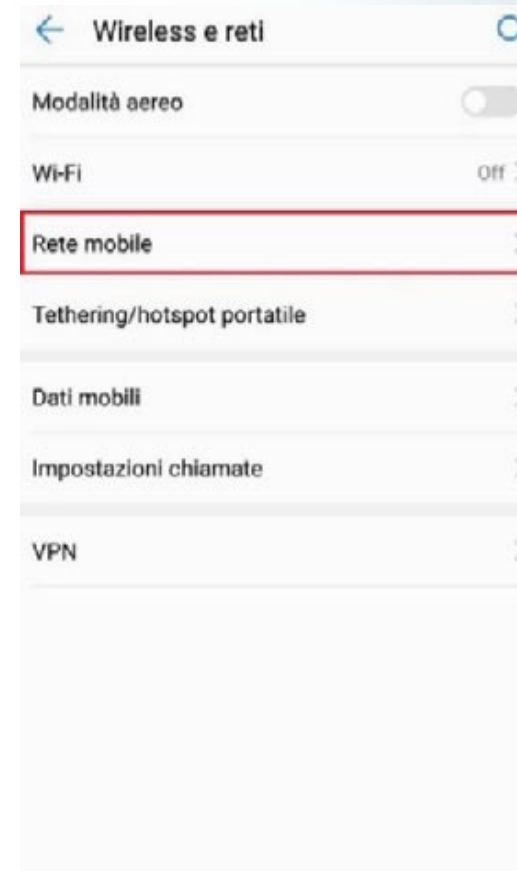 Wireless e reti
Modalità aereo
Wi-Fi
Off
Rete mobile
Tethering/hotspot portatile
Dati mobili
Impostazioni chiamate
VPN